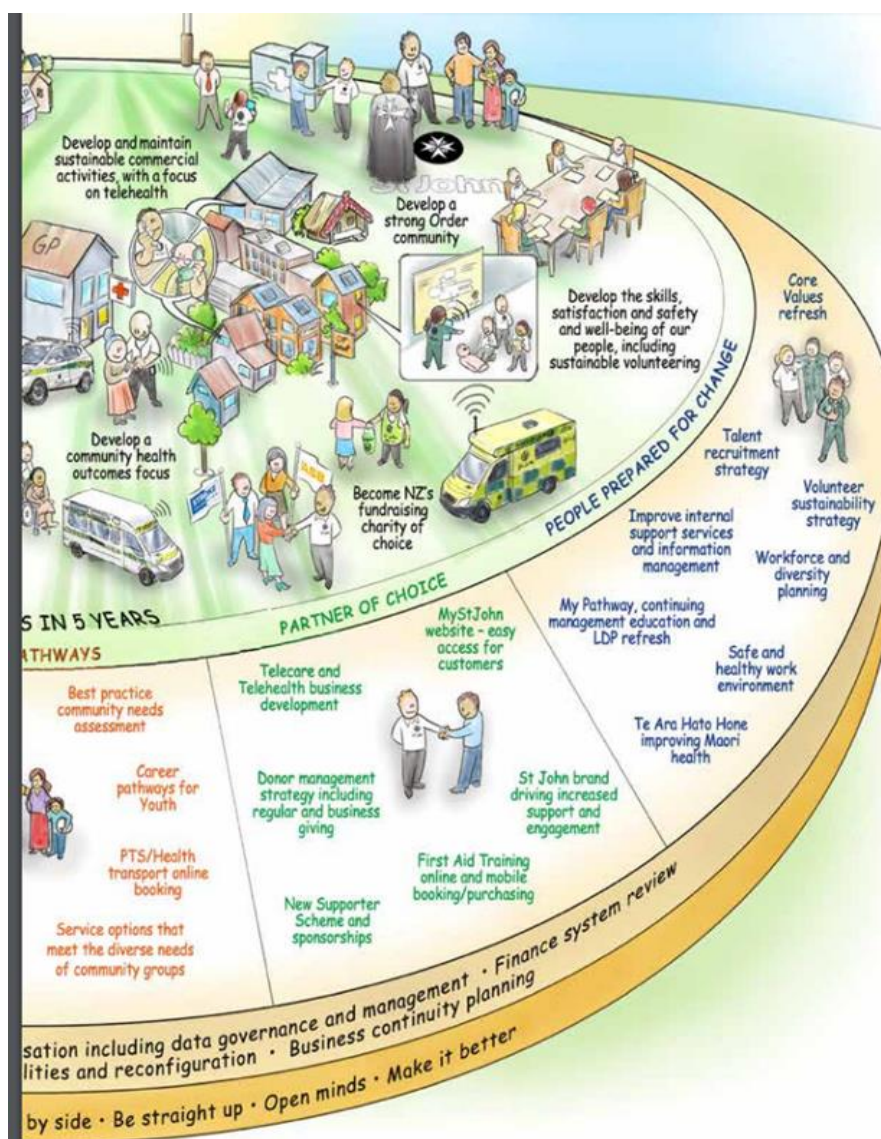 Develop and maintain
sustainable commercial
activities, with a focus
on telehealth
St John
Develop a
strong Order
community
GP
Develop the skills,
satisfaction and safety
and well-being of our
people, including
sustainable volunteering
Develop a
community health
outcomes focus
Become NZ's
fundraising
charity of
choice
S IN 5 YEARS
PARTNER OF CHOICE
PEOPLE PREPARED FOR CHANGE
ATHWAYS
Best practice
community needs
assessment
Career
pathways for
Youth
PTS/Health
transport online
booking
Service options that
meet the diverse needs
of community groups
MyStJohn
website – easy
access for
customers
Telecare and
Telehealth business
development
Donor management
strategy including
regular and business
giving
St John brand
driving increased
support and
engagement
First Aid Training
online and mobile
booking/purchasing
New Supporter
Scheme and
sponsorships
Core
Values
refresh
Talent
recruitment
strategy
Volunteer
sustainability
strategy
Improve internal
support services
and information
management
Workforce and
diversity
planning
My Pathway, continuing
management education and
LDP refresh
Safe and
healthy work
environment
Te Ara Hato Hone
improving Maori
health
sation including data governance and management · Finance system review
lities and reconfiguration · Business continuity planning
by side · Be straight up · Open minds · Make it better